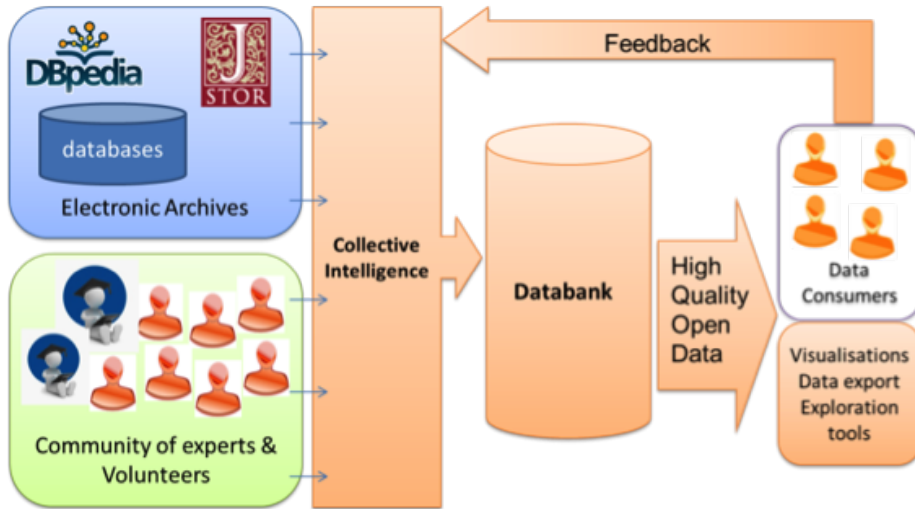 DBpedia
J
STOR
databases
Electronic Archives
Community of experts &
Volunteers
Collective
Intelligence
Databank
Feedback
High
Quality
Open
Data
Data
Consumers
Visualisations
Data export
Exploration
tools